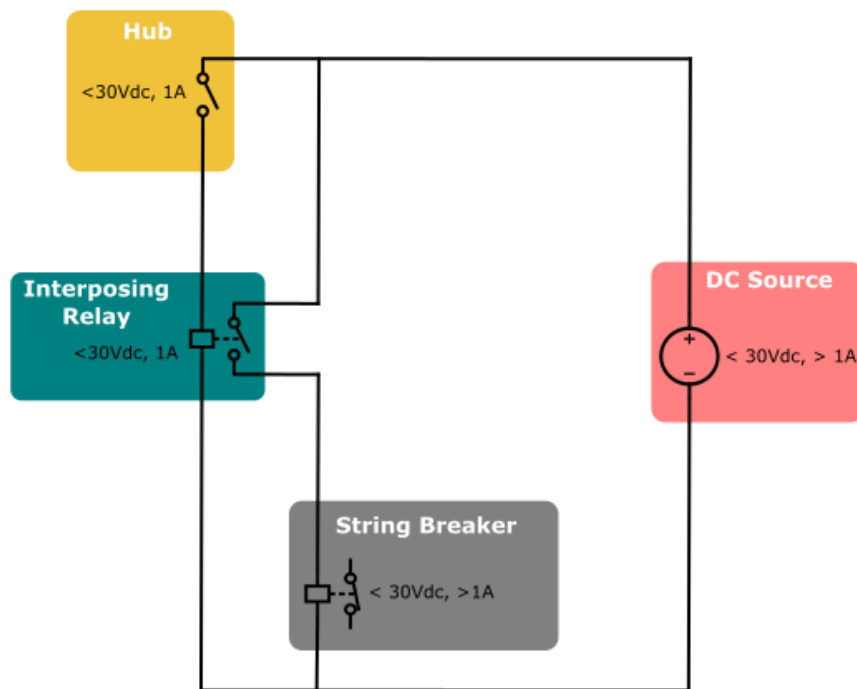 Hub
<30Vdc, 1A
Interposing
Relay
<30Vdc, 1A
DC Source
+
−
< 30Vdc, > 1A
String Breaker
< 30Vdc, >1A